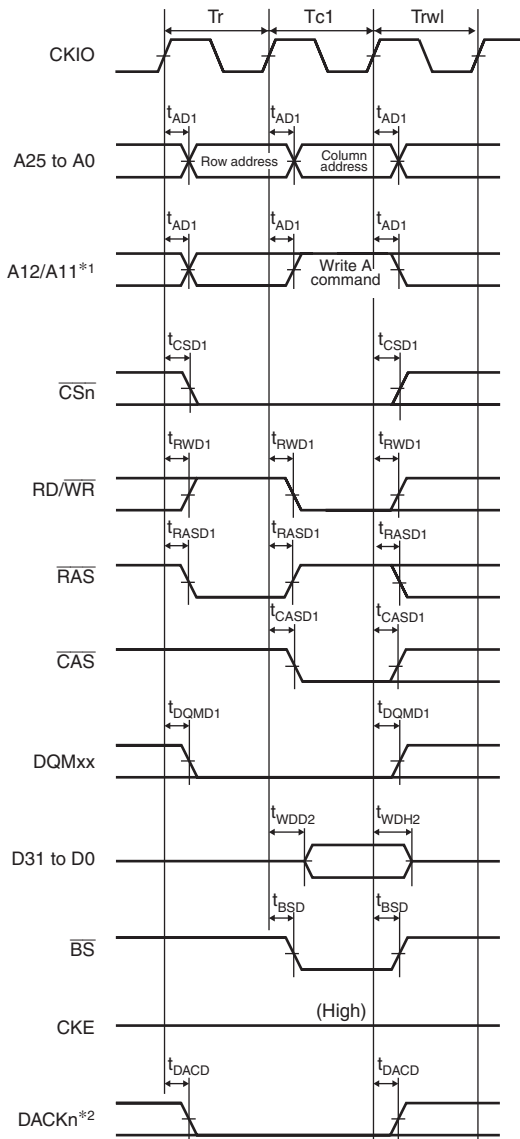 Tr Tc1 Trwl
CKIO
tAD1 tAD1 tAD1
A25 to A0 Row address Column address
tAD1 tAD1 tAD1
A12/A11*1 Write A command
tCSD1 tCSD1
CSn
tRWD1 tRWD1 tRWD1
RD/WR
tRASD1 tRASD1 tRASD1
RAS
tCASD1 tCASD1
CAS
tDQMD1 tDQMD1
DQMxx
tWDD2 tWDH2
D31 to D0
tBSD tBSD
BS
(High)
CKE
tDACD tDACD
DACKn*2